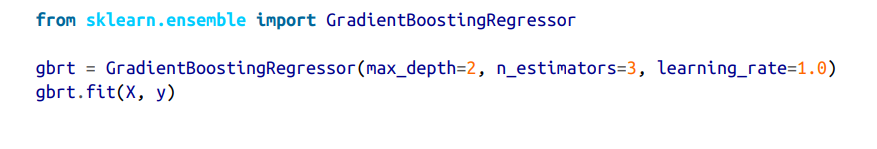 from sklearn.ensemble import GradientBoostingRegressor
gbrt = GradientBoostingRegressor(max_depth=2, n_estimators=3, learning_rate=1.0)
gbrt.fit(X, y)